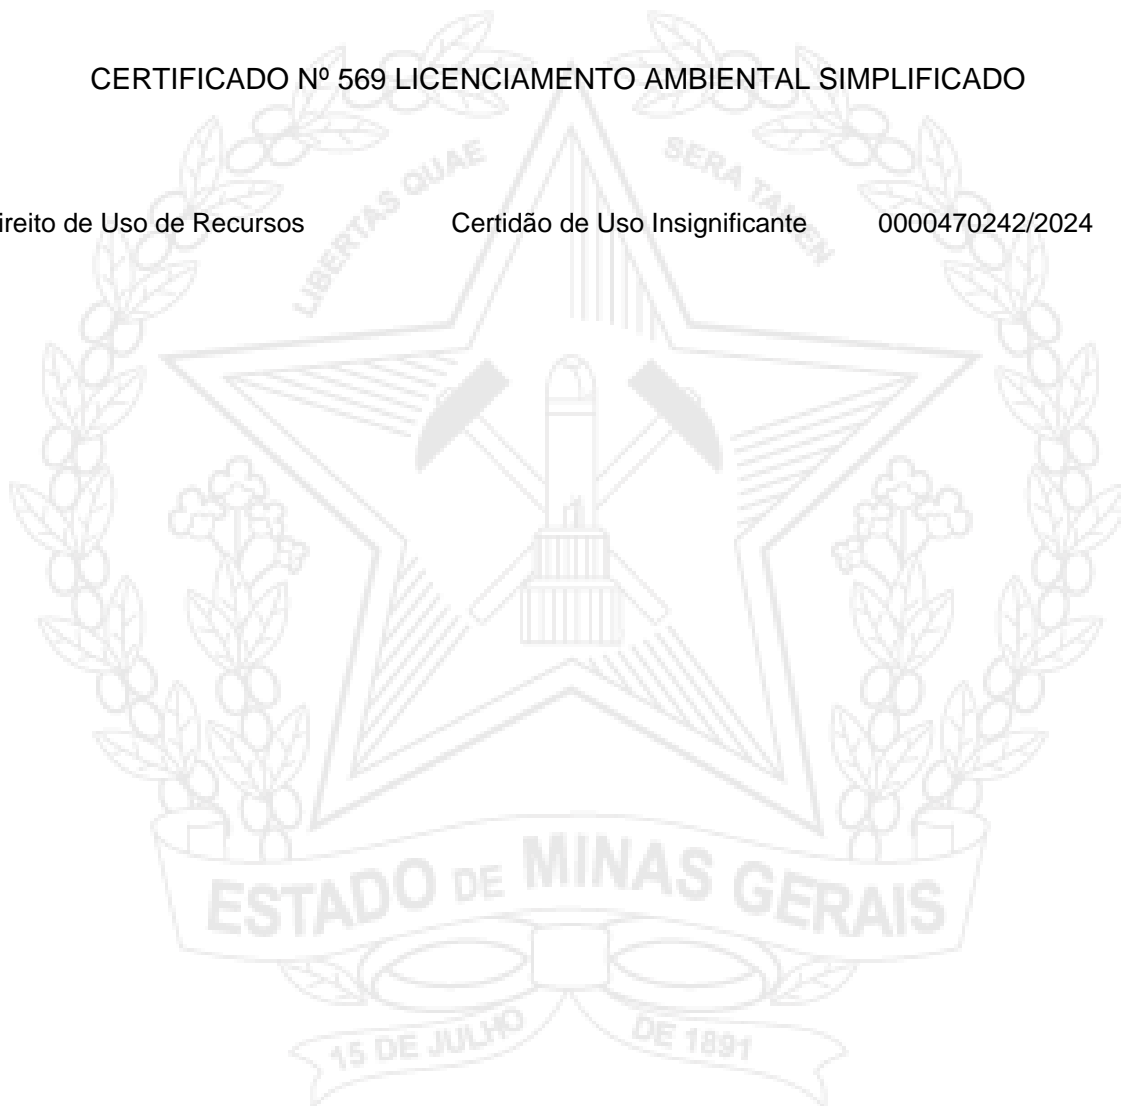 CERTIFICADO Nº 569 LICENCIAMENTO AMBIENTAL SIMPLIFICADO
LIBERTAS QUAE SERA TAMEN
ireito de Uso de Recursos Certidão de Uso Insignificante 0000470242/2024
ESTADO DE MINAS GERAIS
15 DE JULHO DE 1891